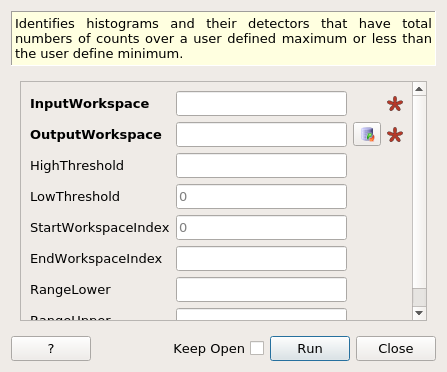 Identifies histograms and their detectors that have total
numbers of counts over a user defined maximum or less than
the user define minimum.
InputWorkspace
OutputWorkspace
HighThreshold
LowThreshold 0
StartWorkspaceIndex 0
EndWorkspaceIndex
RangeLower
RangeUpper
? Keep Open Run Close